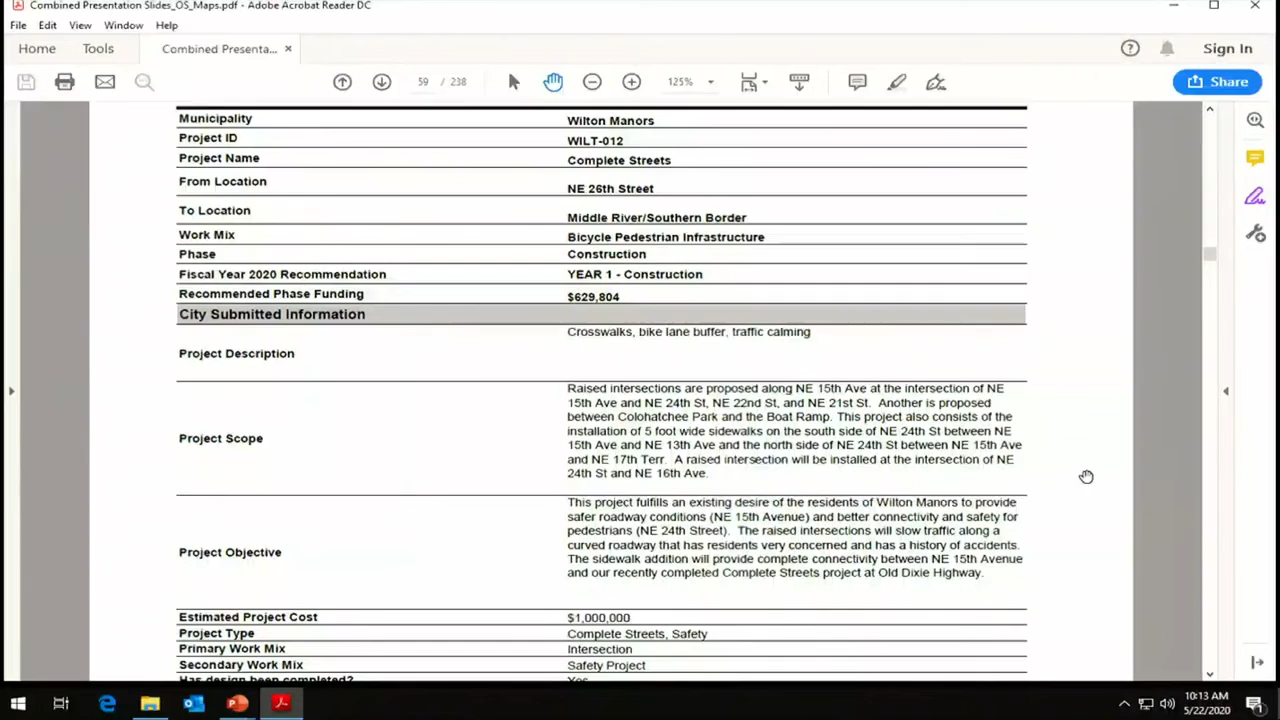 Combined Presentation Slides_OS_Maps.pdf - Adobe Acrobat Reader DC
File Edit View Window Help
Home Tools Combined Presenta... × Sign In
59 / 238 125% Share
Municipality Wilton Manors
Project ID WILT-012
Project Name Complete Streets
From Location NE 26th Street
To Location Middle River/Southern Border
Work Mix Bicycle Pedestrian Infrastructure
Phase Construction
Fiscal Year 2020 Recommendation YEAR 1 - Construction
Recommended Phase Funding $629,804
City Submitted Information
Project Description Crosswalks, bike lane buffer, traffic calming
Project Scope
Raised intersections are proposed along NE 15th Ave at the intersection of NE
15th Ave and NE 24th St, NE 22nd St, and NE 21st St. Another is proposed
between Colohatchee Park and the Boat Ramp. This project also consists of the
installation of 5 foot wide sidewalks on the south side of NE 24th St between NE
15th Ave and NE 13th Ave and the north side of NE 24th St between NE 15th Ave
and NE 17th Terr. A raised intersection will be installed at the intersection of NE
24th St and NE 16th Ave.
Project Objective
This project fulfills an existing desire of the residents of Wilton Manors to provide
safer roadway conditions (NE 15th Avenue) and better connectivity and safety for
pedestrians (NE 24th Street). The raised intersections will slow traffic along a
curved roadway that has residents very concerned and has a history of accidents.
The sidewalk addition will provide complete connectivity between NE 15th Avenue
and our recently completed Complete Streets project at Old Dixie Highway.
Estimated Project Cost $1,000,000
Project Type Complete Streets, Safety
Primary Work Mix Intersection
Secondary Work Mix Safety Project
Has design been completed? Yes
10:13 AM
5/22/2020
1